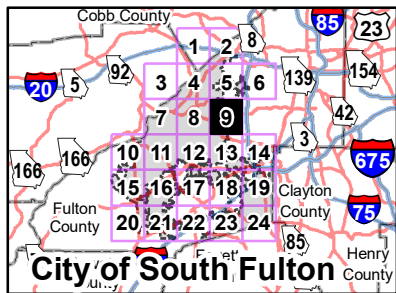 Cobb County
85
23
1 2 8
92
5
20
3 4 5 6
139
154
7 8 9
42
3
166
166
10 11 12 13 14
675
15 16 17 18 19
Clayton
County
Fulton
County
75
20 21 22 23 24
85
Henry
County
City of South Fulton